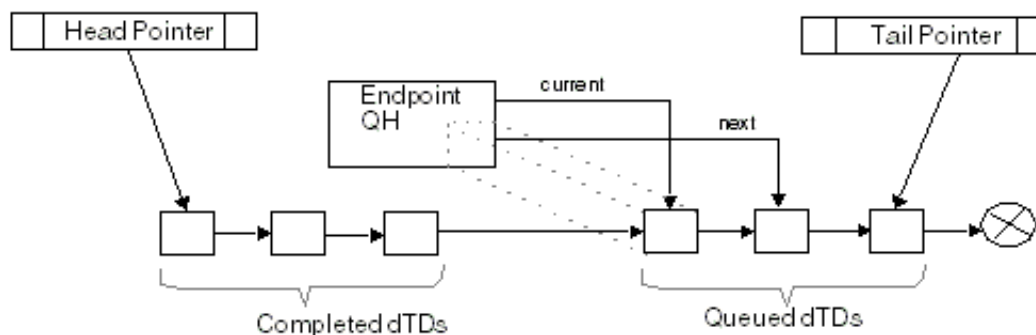 Head Pointer
Tail Pointer
Endpoint
QH
current
next
Completed dTDs
Queued dTDs